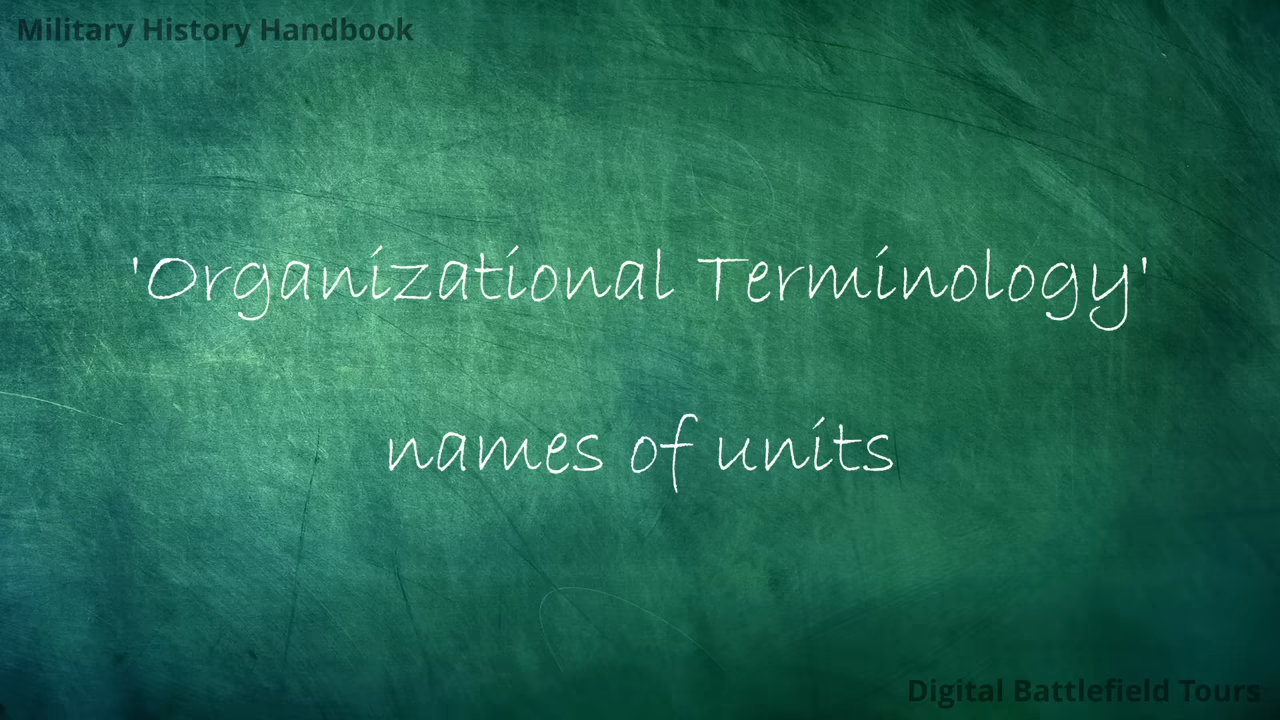 Military History Handbook
'Organizational Terminology'
names of units
Digital Battlefield Tours